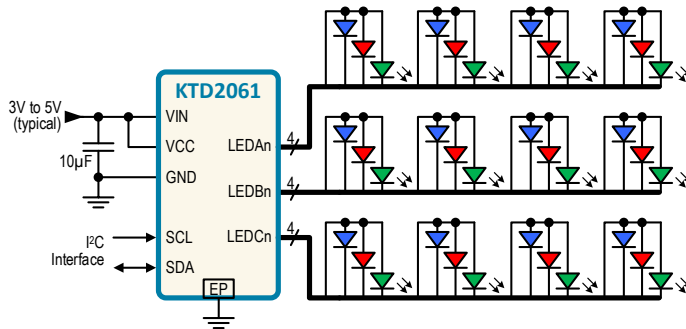 KTD2061
3V to 5V
(typical)
VIN
VCC
LEDAn
4
10µF
GND
LEDBn
4
LEDCn
4
I²C
Interface
SCL
SDA
EP